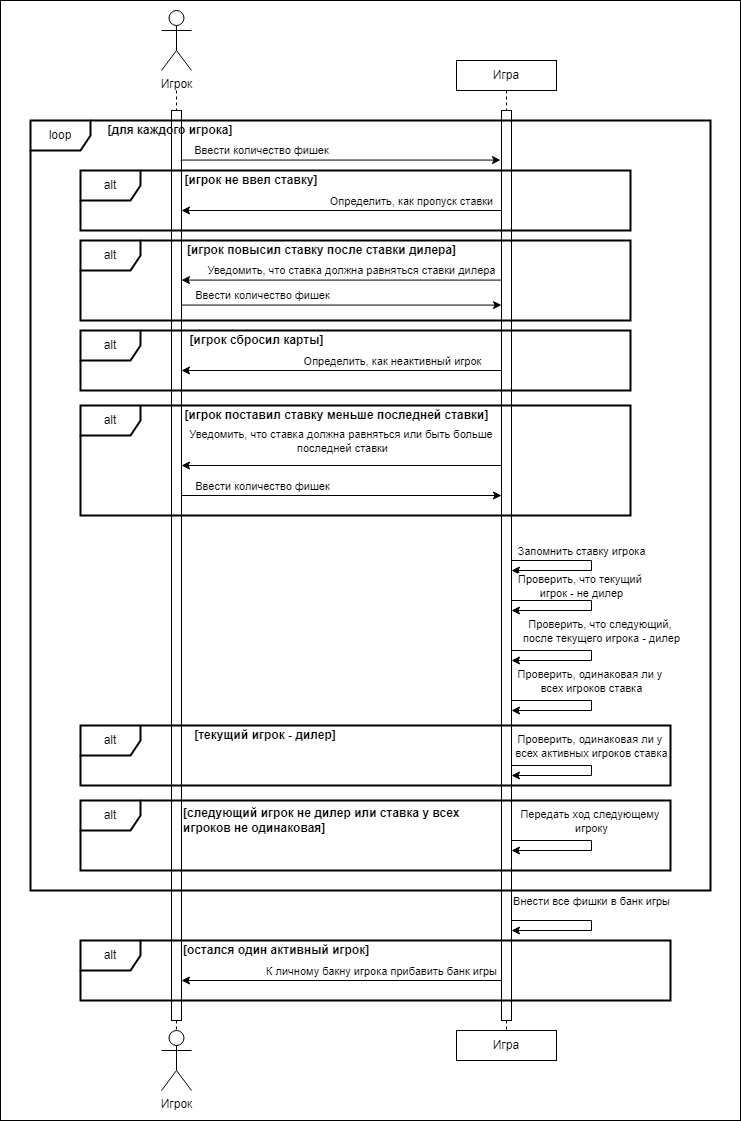 Игрок
Игра
loop
[для каждого игрока]
Ввести количество фишек
alt
[игрок не ввел ставку]
Определить, как пропуск ставки
alt
[игрок повысил ставку после ставки дилера]
Уведомить, что ставка должна равняться ставки дилера
Ввести количество фишек
alt
[игрок сбросил карты]
Определить, как неактивный игрок
alt
[игрок поставил ставку меньше последней ставки]
Уведомить, что ставка должна равняться или быть больше
последней ставки
Ввести количество фишек
Запомнить ставку игрока
Проверить, что текущий
игрок - не дилер
Проверить, что следующий,
после текущего игрока - дилер
Проверить, одинаковая ли у
всех игроков ставка
alt
[текущий игрок - дилер]
Проверить, одинаковая ли у
всех активных игроков ставка
alt
[следующий игрок не дилер или ставка у всех
игроков не одинаковая]
Передать ход следующему
игроку
Внести все фишки в банк игры
alt
[остался один активный игрок]
К личному бакну игрока прибавить банк игры
Игрок
Игра